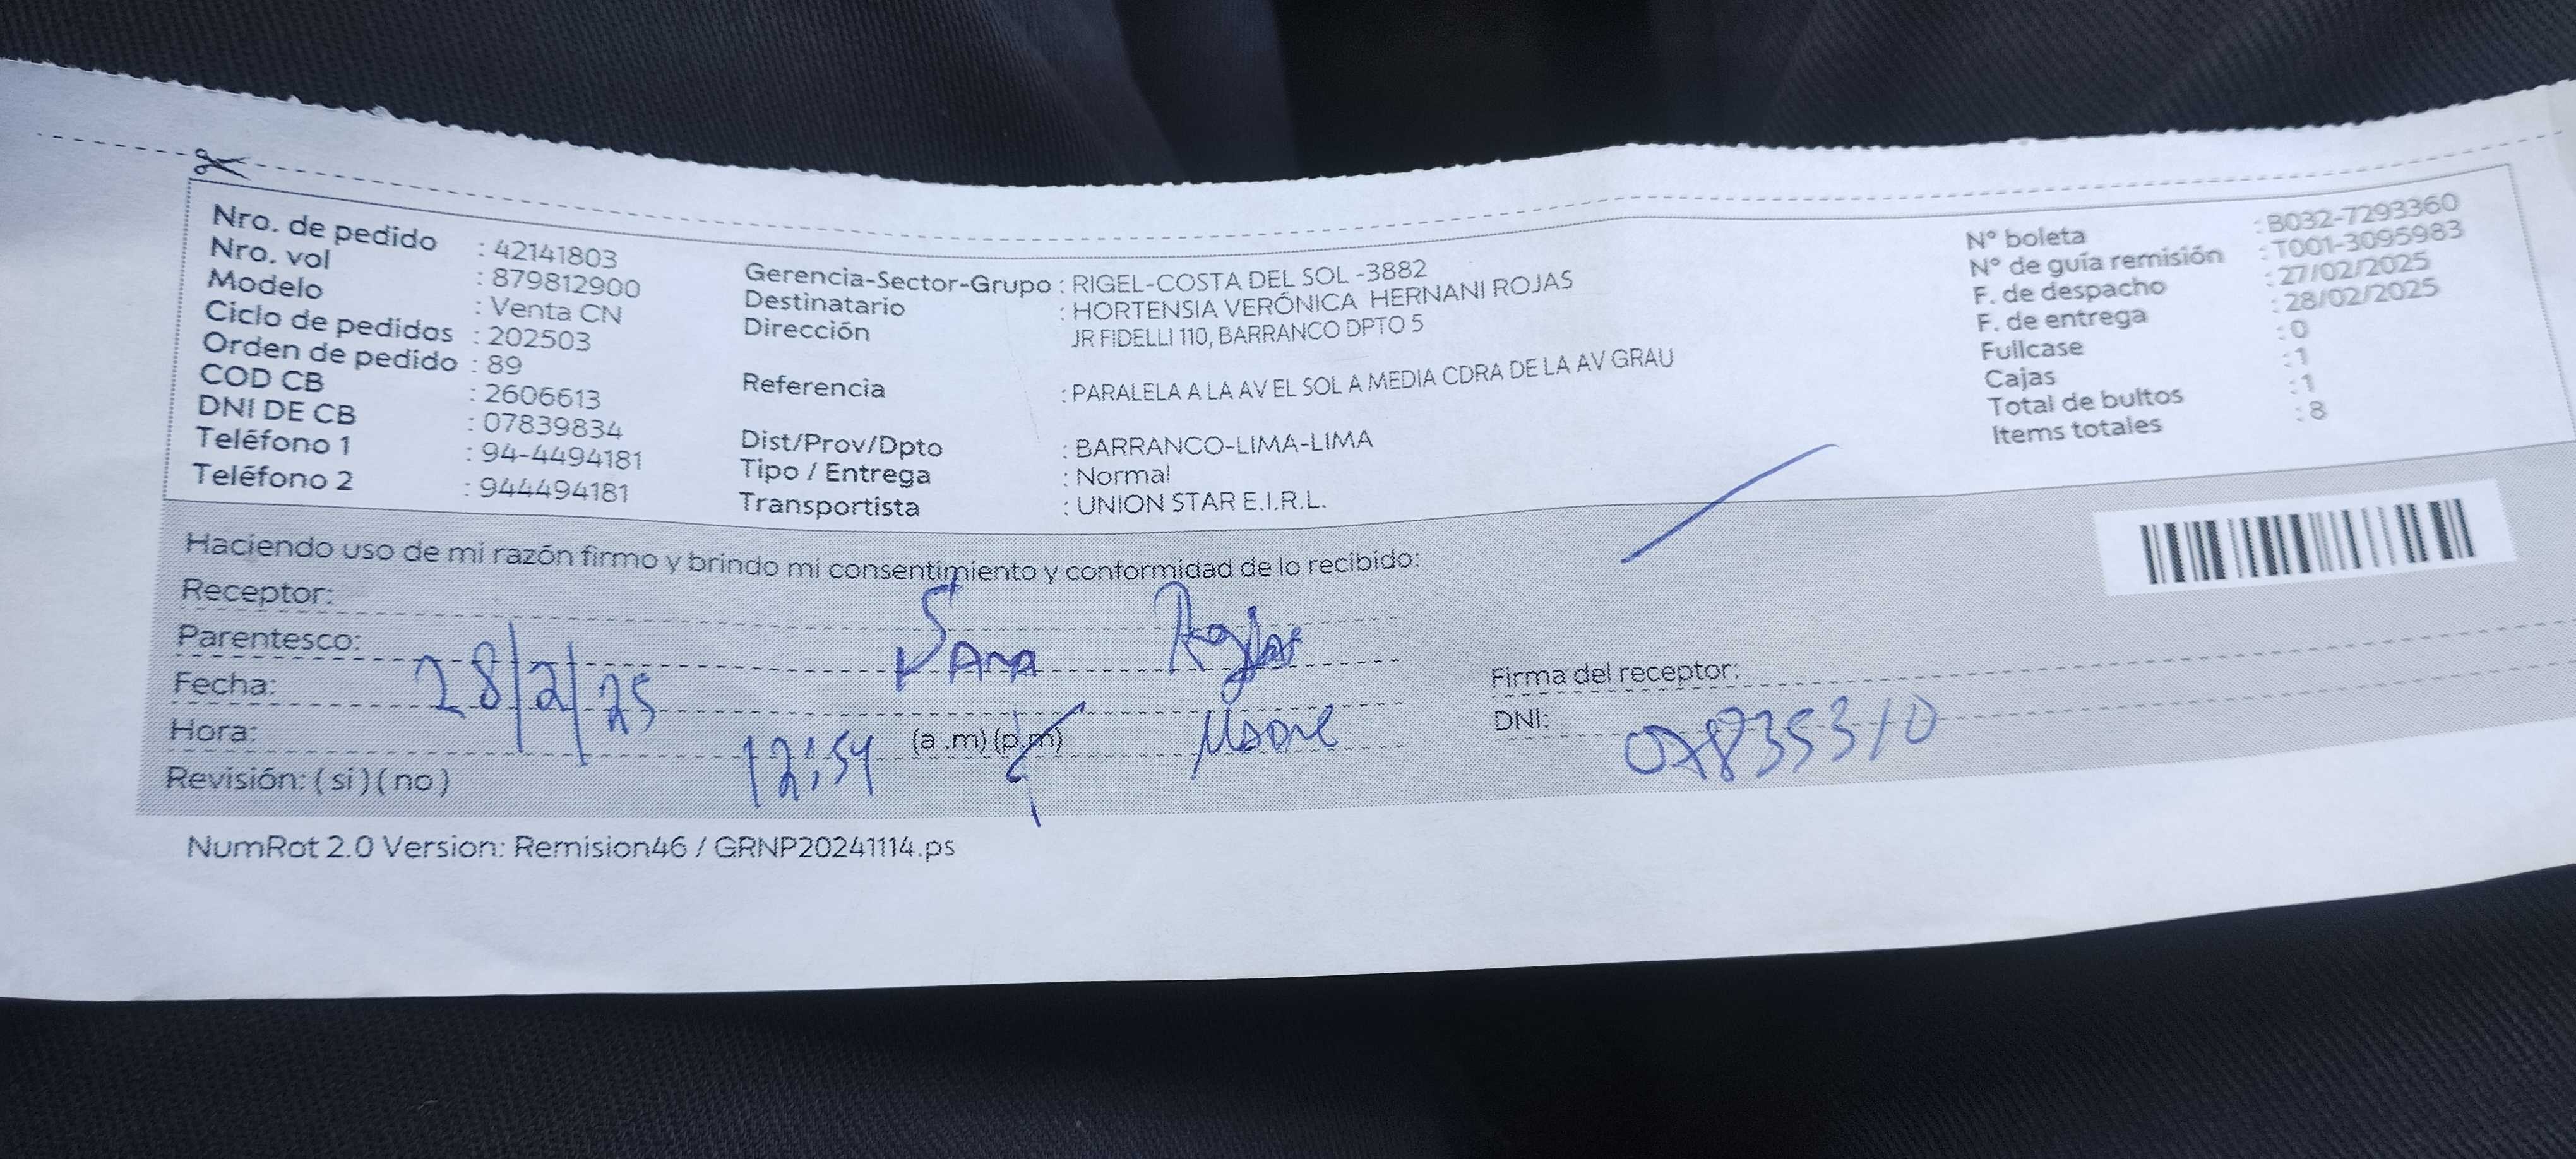 Nro. de pedido : 42141803
Nro. vol : 879812900
Modelo : Venta CN
Ciclo de pedidos : 202503
Orden de pedido : 89
COD CB : 2606613
DNI DE CB : 07839834
Teléfono 1 : 94-4494181
Teléfono 2 : 944494181
Gerencia-Sector-Grupo : RIGEL-COSTA DEL SOL -3882
Destinatario : HORTENSIA VERÓNICA HERNANI ROJAS
Dirección JR FIDELLI 110, BARRANCO DPTO 5
Referencia : PARALELA A LA AV EL SOL A MEDIA CDRA DE LA AV GRAU
Dist/Prov/Dpto : BARRANCO-LIMA-LIMA
Tipo / Entrega : Normal
Transportista : UNION STAR E.I.R.L.
N° boleta : B032-7293360
N° de guía remisión : T001-3095983
F. de despacho : 27/02/2025
F. de entrega : 28/02/2025
Fullcase : 0
Cajas : 1
Total de bultos : 1
Items totales : 8
Haciendo uso de mi razón firmo y brindo mi consentimiento y conformidad de lo recibido:
Receptor:
Parentesco:
Fecha: 28/2/25
Hora: 12:54 (a .m) (p.m)
Revisión: ( si ) ( no )
Firma del receptor:
DNI: 07835310
NumRot 2.0 Version: Remision46 / GRNP20241114.ps